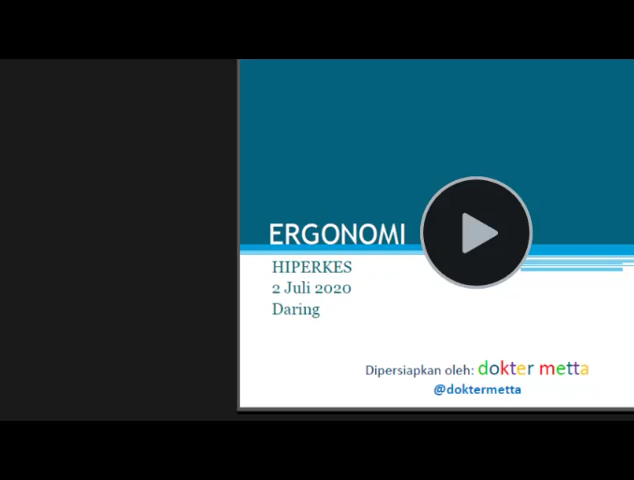 ERGONOMI
HIPERKES
2 Juli 2020
Daring
Dipersiapkan oleh: dokter metta
@doktermetta